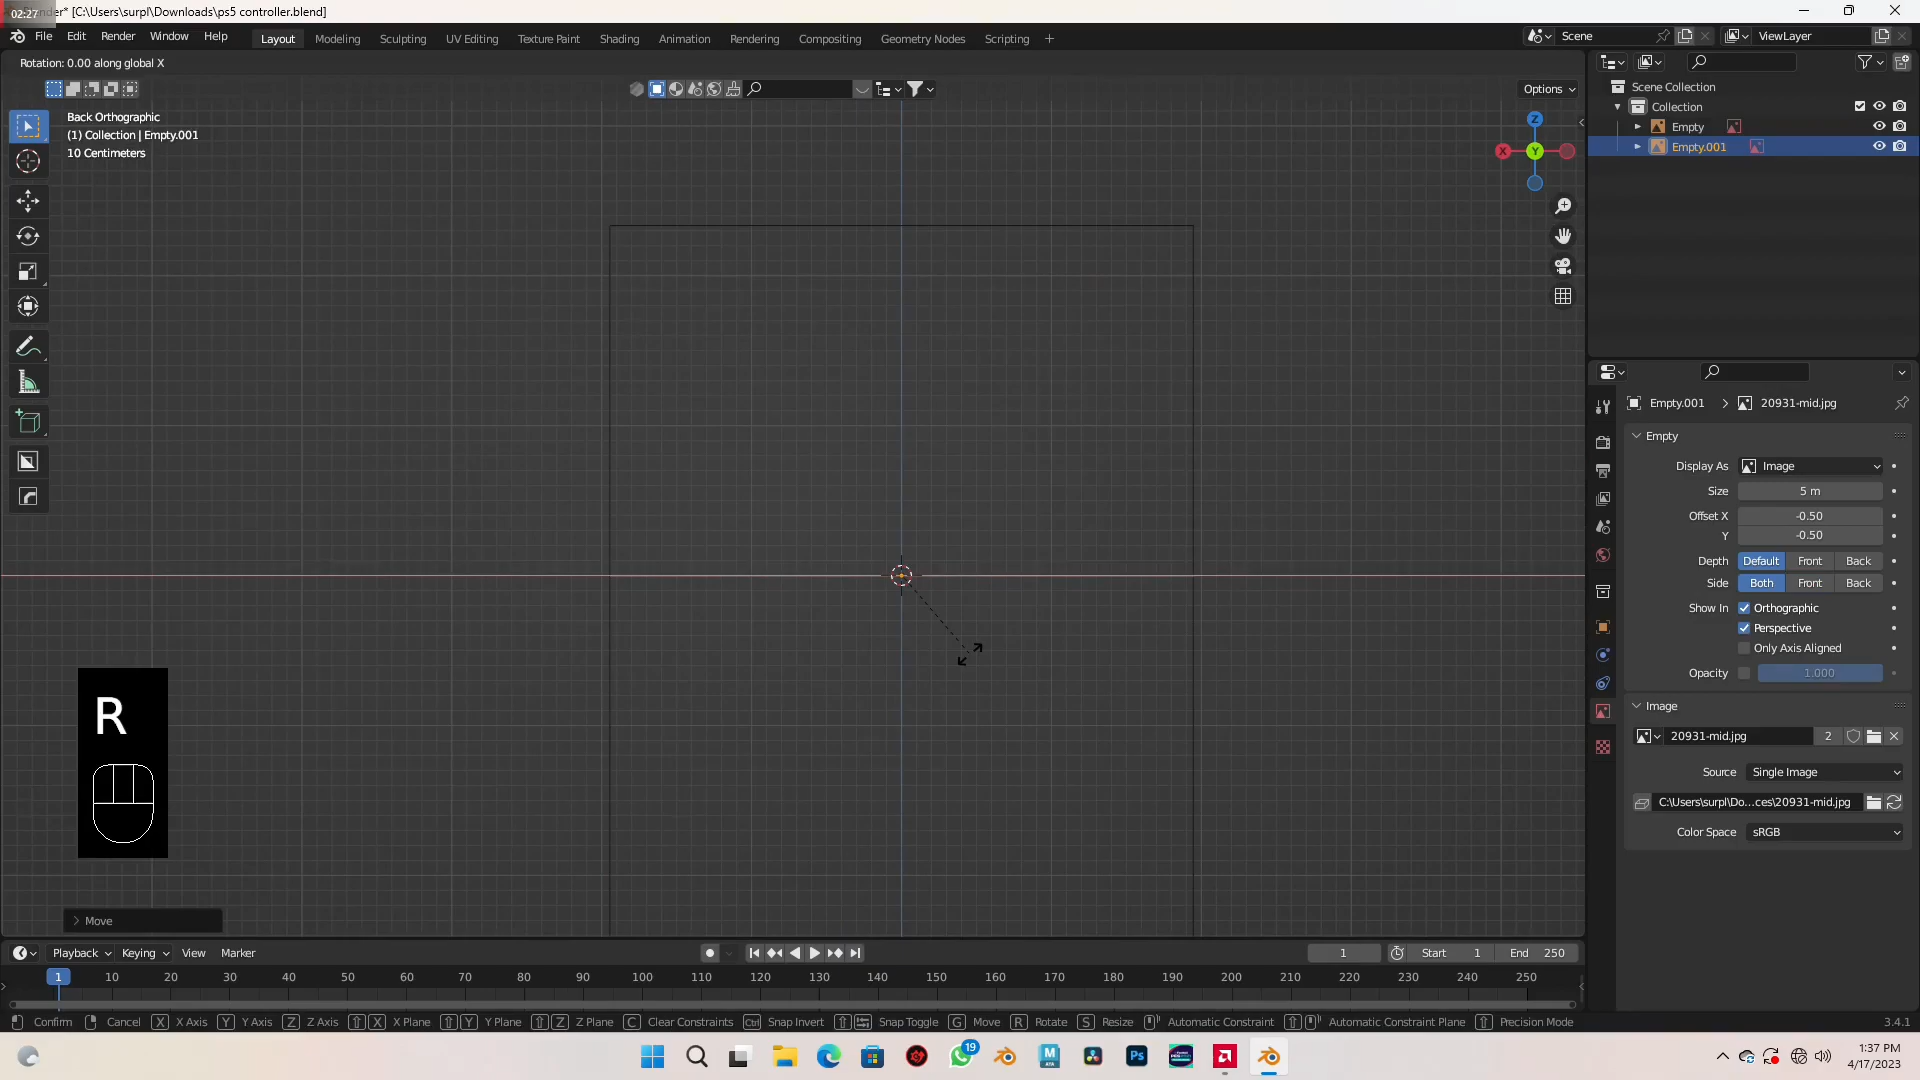 02:27
Blender* [C:\Users\surpl\Downloads\ps5 controller.blend]
File Edit Render Window Help
Layout Modeling Sculpting UV Editing Texture Paint Shading Animation Rendering Compositing Geometry Nodes Scripting +
Scene
ViewLayer
Rotation: 0.00 along global X
Options
Back Orthographic
(1) Collection | Empty.001
10 Centimeters
Z
X
Y
Scene Collection
Collection
Empty
Empty.001
Empty.001 > 20931-mid.jpg
Empty
Display As Image
Size 5 m
Offset X -0.50
Y -0.50
Depth Default Front Back
Side Both Front Back
Show In Orthographic
Perspective
Only Axis Aligned
Opacity 1.000
Image
20931-mid.jpg 2
Source Single Image
C:\Users\surpl\Do...ces\20931-mid.jpg
Color Space sRGB
R
Move
Playback Keying View Marker
1 Start 1 End 250
1 10 20 30 40 50 60 70 80 90 100 110 120 130 140 150 160 170 180 190 200 210 220 230 240 250
Confirm Cancel X X Axis Y Y Axis Z Z Axis X X Plane Y Y Plane Z Z Plane C Clear Constraints Ctrl Snap Invert Snap Toggle G Move R Rotate S Resize Automatic Constraint Automatic Constraint Plane Precision Mode 3.4.1
19
M
Ps
1:37 PM
4/17/2023